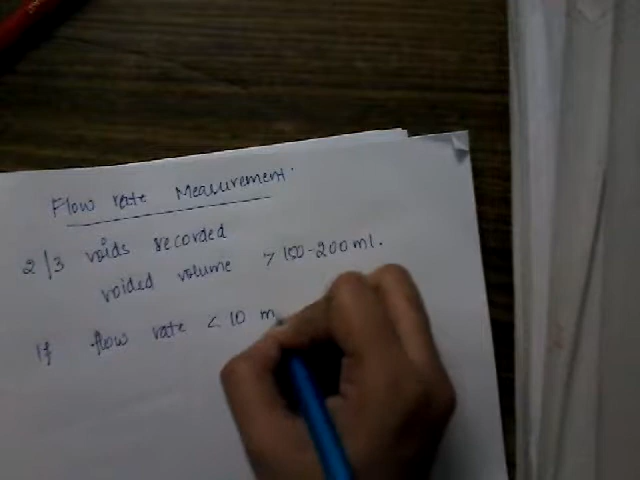 Flow rate Measurement.
2/3 voids recorded
voided volume > 150-200 ml.
If flow rate < 10 m